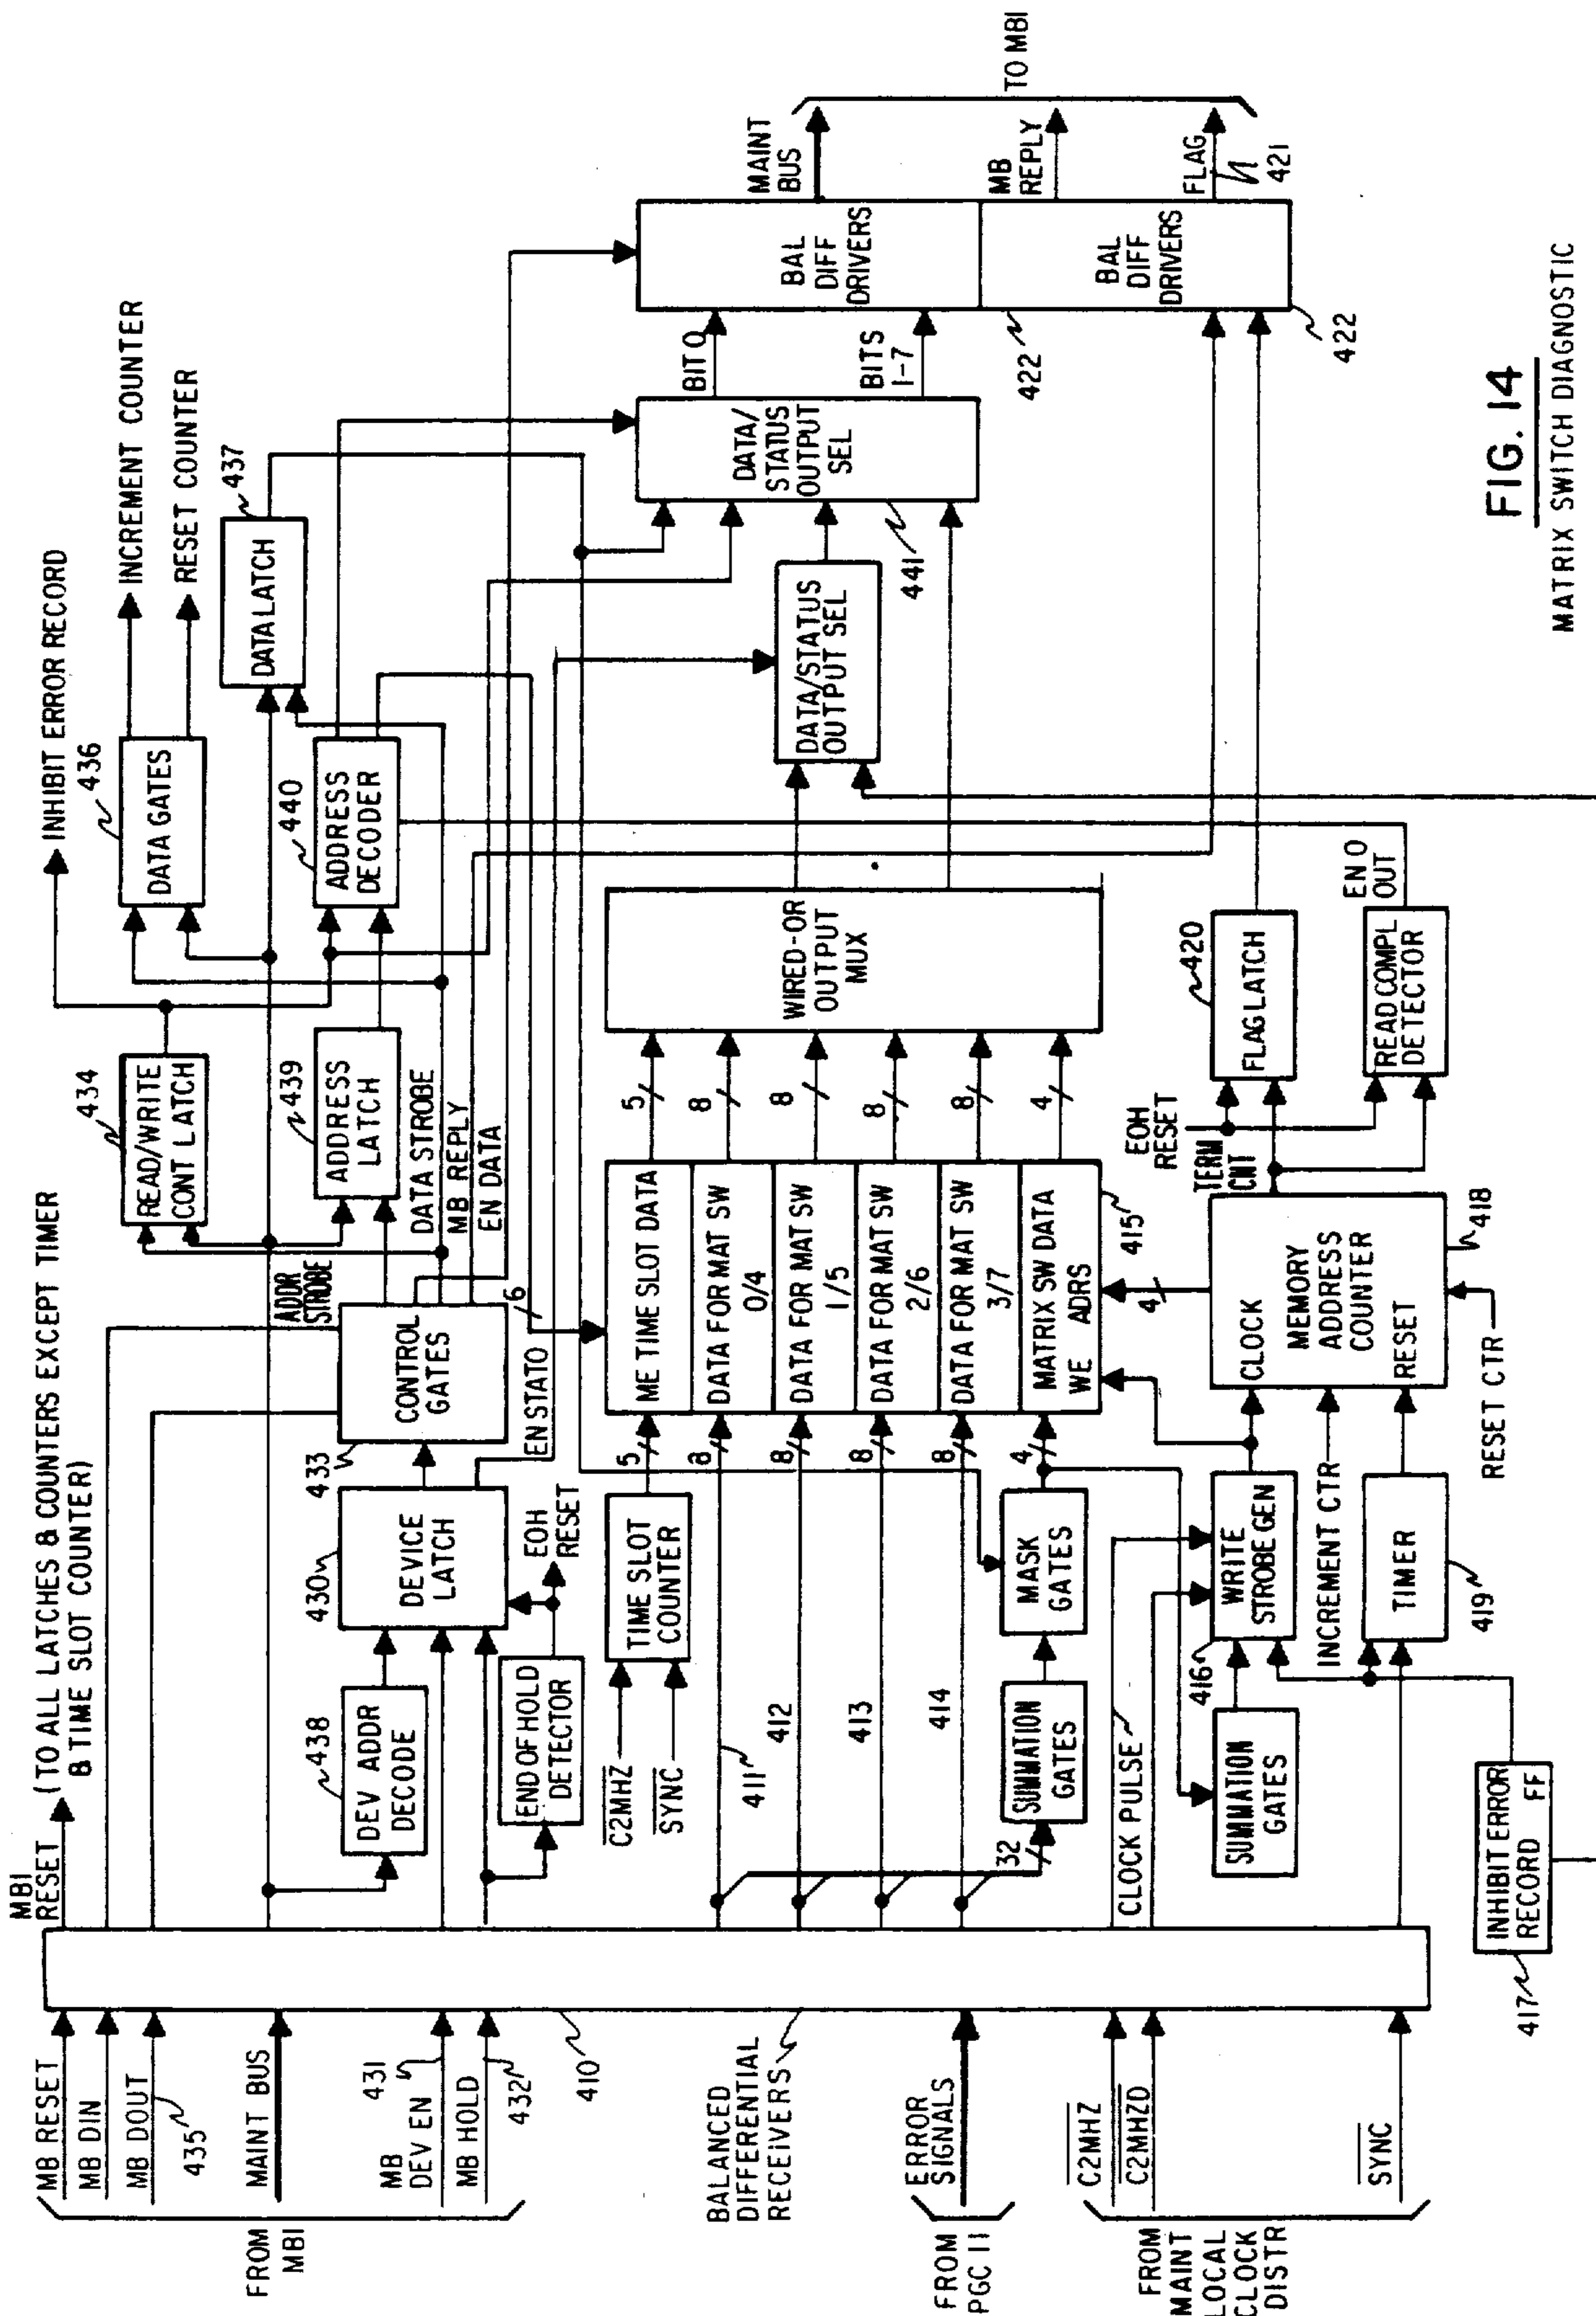 MBI
RESET
(TO ALL LATCHES & COUNTERS EXCEPT TIMER
& TIME SLOT COUNTER)
MB RESET
MB DIN
MB DOUT
435
MAINT BUS
MB
DEV EN
431
MB HOLD
432
410
FROM
MBI
BALANCED
DIFFERENTIAL
RECEIVERS
ERROR
SIGNALS
FROM
PGC II
C2MHZ
C2MHZD
SYNC
FROM
MAINT
LOCAL
CLOCK
DISTR
438
DEV ADDR
DECODE
END OF HOLD
DETECTOR
C2MHZ
SYNC
411
412
413
414
32
SUMMATION
GATES
CLOCK PULSE
SUMMATION
GATES
INHIBIT ERROR
RECORD FF
417
430
DEVICE
LATCH
EOH
RESET
TIME SLOT
COUNTER
MASK
GATES
416
WRITE
STROBE GEN
INCREMENT CTR
TIMER
419
433
CONTROL
GATES
EN STATO
5
8
8
8
8
4
434
READ/WRITE
CONT LATCH
439
ADDRESS
LATCH
ADDR
STROBE
DATA STROBE
MB REPLY
EN DATA
6
ME TIME SLOT DATA
DATA FOR MAT SW
0/4
DATA FOR MAT SW
1/5
DATA FOR MAT SW
2/6
DATA FOR MAT SW
3/7
MATRIX SW DATA
WE ADRS
415
4
CLOCK
MEMORY
ADDRESS
COUNTER
RESET
418
RESET CTR
TERM
CNT
EOH
RESET
5
8
8
8
8
4
WIRED-OR
OUTPUT
MUX
420
FLAG LATCH
READ COMPL
DETECTOR
EN O
OUT
INHIBIT ERROR RECORD
436
DATA GATES
INCREMENT COUNTER
RESET COUNTER
440
ADDRESS
DECODER
DATA LATCH
437
DATA/STATUS
OUTPUT SEL
441
DATA/
STATUS
OUTPUT
SEL
BIT 0
BITS
1-7
422
BAL
DIFF
DRIVERS
BAL
DIFF
DRIVERS
422
MAINT
BUS
MB
REPLY
FLAG
421
TO MBI
FIG. 14
MATRIX SWITCH DIAGNOSTIC